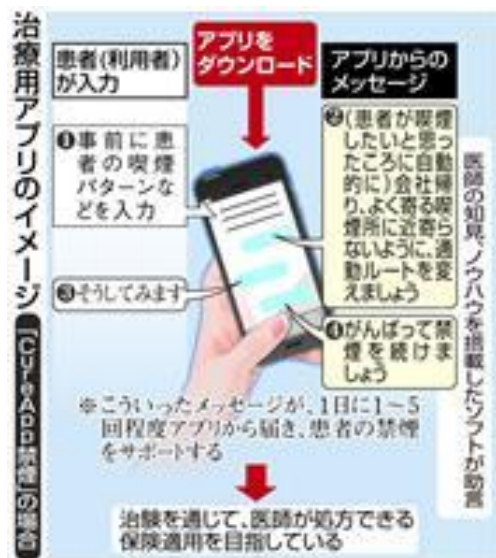 治療用アプリのイメージ
「CureApp禁煙」の場合
アプリを
ダウンロード
患者(利用者)
が入力
アプリからの
メッセージ
❶事前に患
者の喫煙
パターンな
どを入力
❷(患者が喫煙
したいと思っ
たころに自動
的に)会社帰
り、よく寄る喫
煙所に近寄ら
ないように、通
勤ルートを変
えましょう
❸そうしてみます
❹がんばって禁
煙を続けま
しょう
医師の知見、ノウハウを搭載したソフトが助言
※こういったメッセージが、1日に1〜5
回程度アプリから届き、患者の禁煙
をサポートする
治験を通じて、医師が処方できる
保険適用を目指している